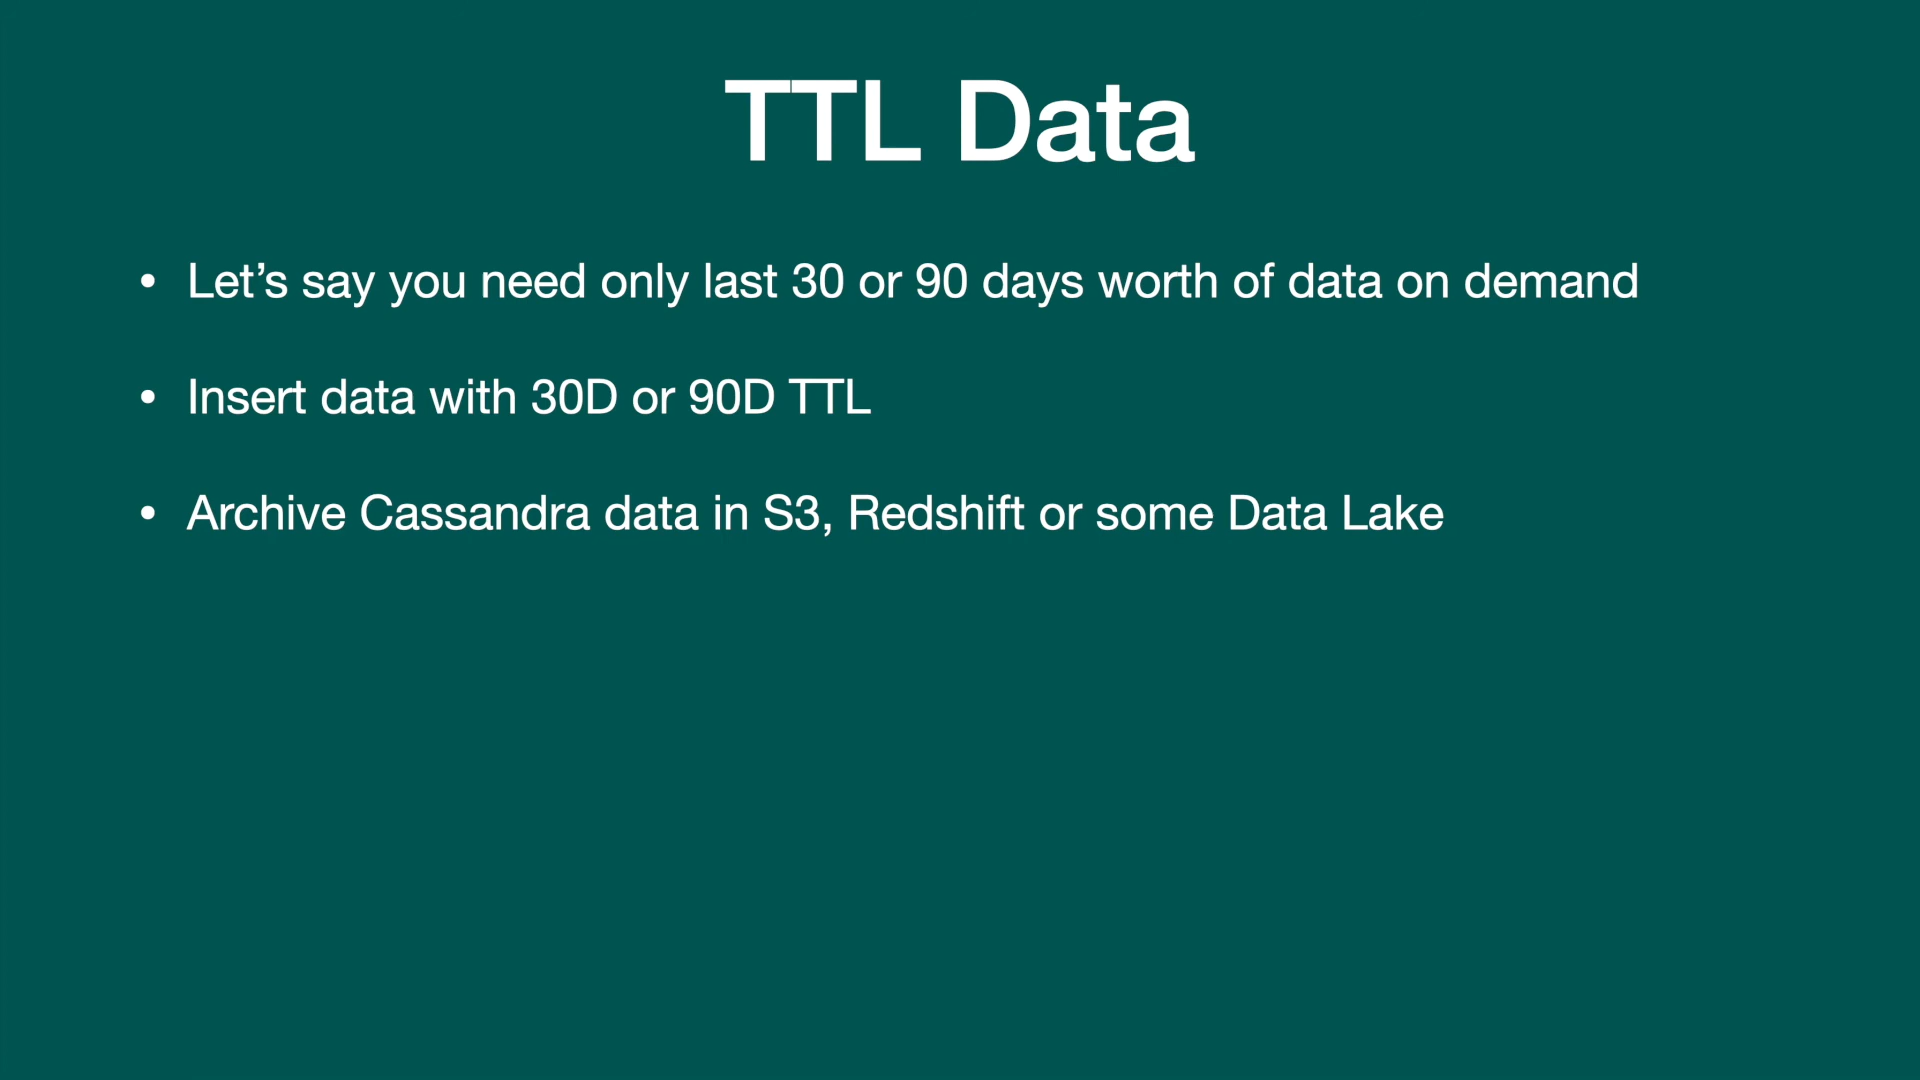 TTL Data
• Let’s say you need only last 30 or 90 days worth of data on demand
• Insert data with 30D or 90D TTL
• Archive Cassandra data in S3, Redshift or some Data Lake